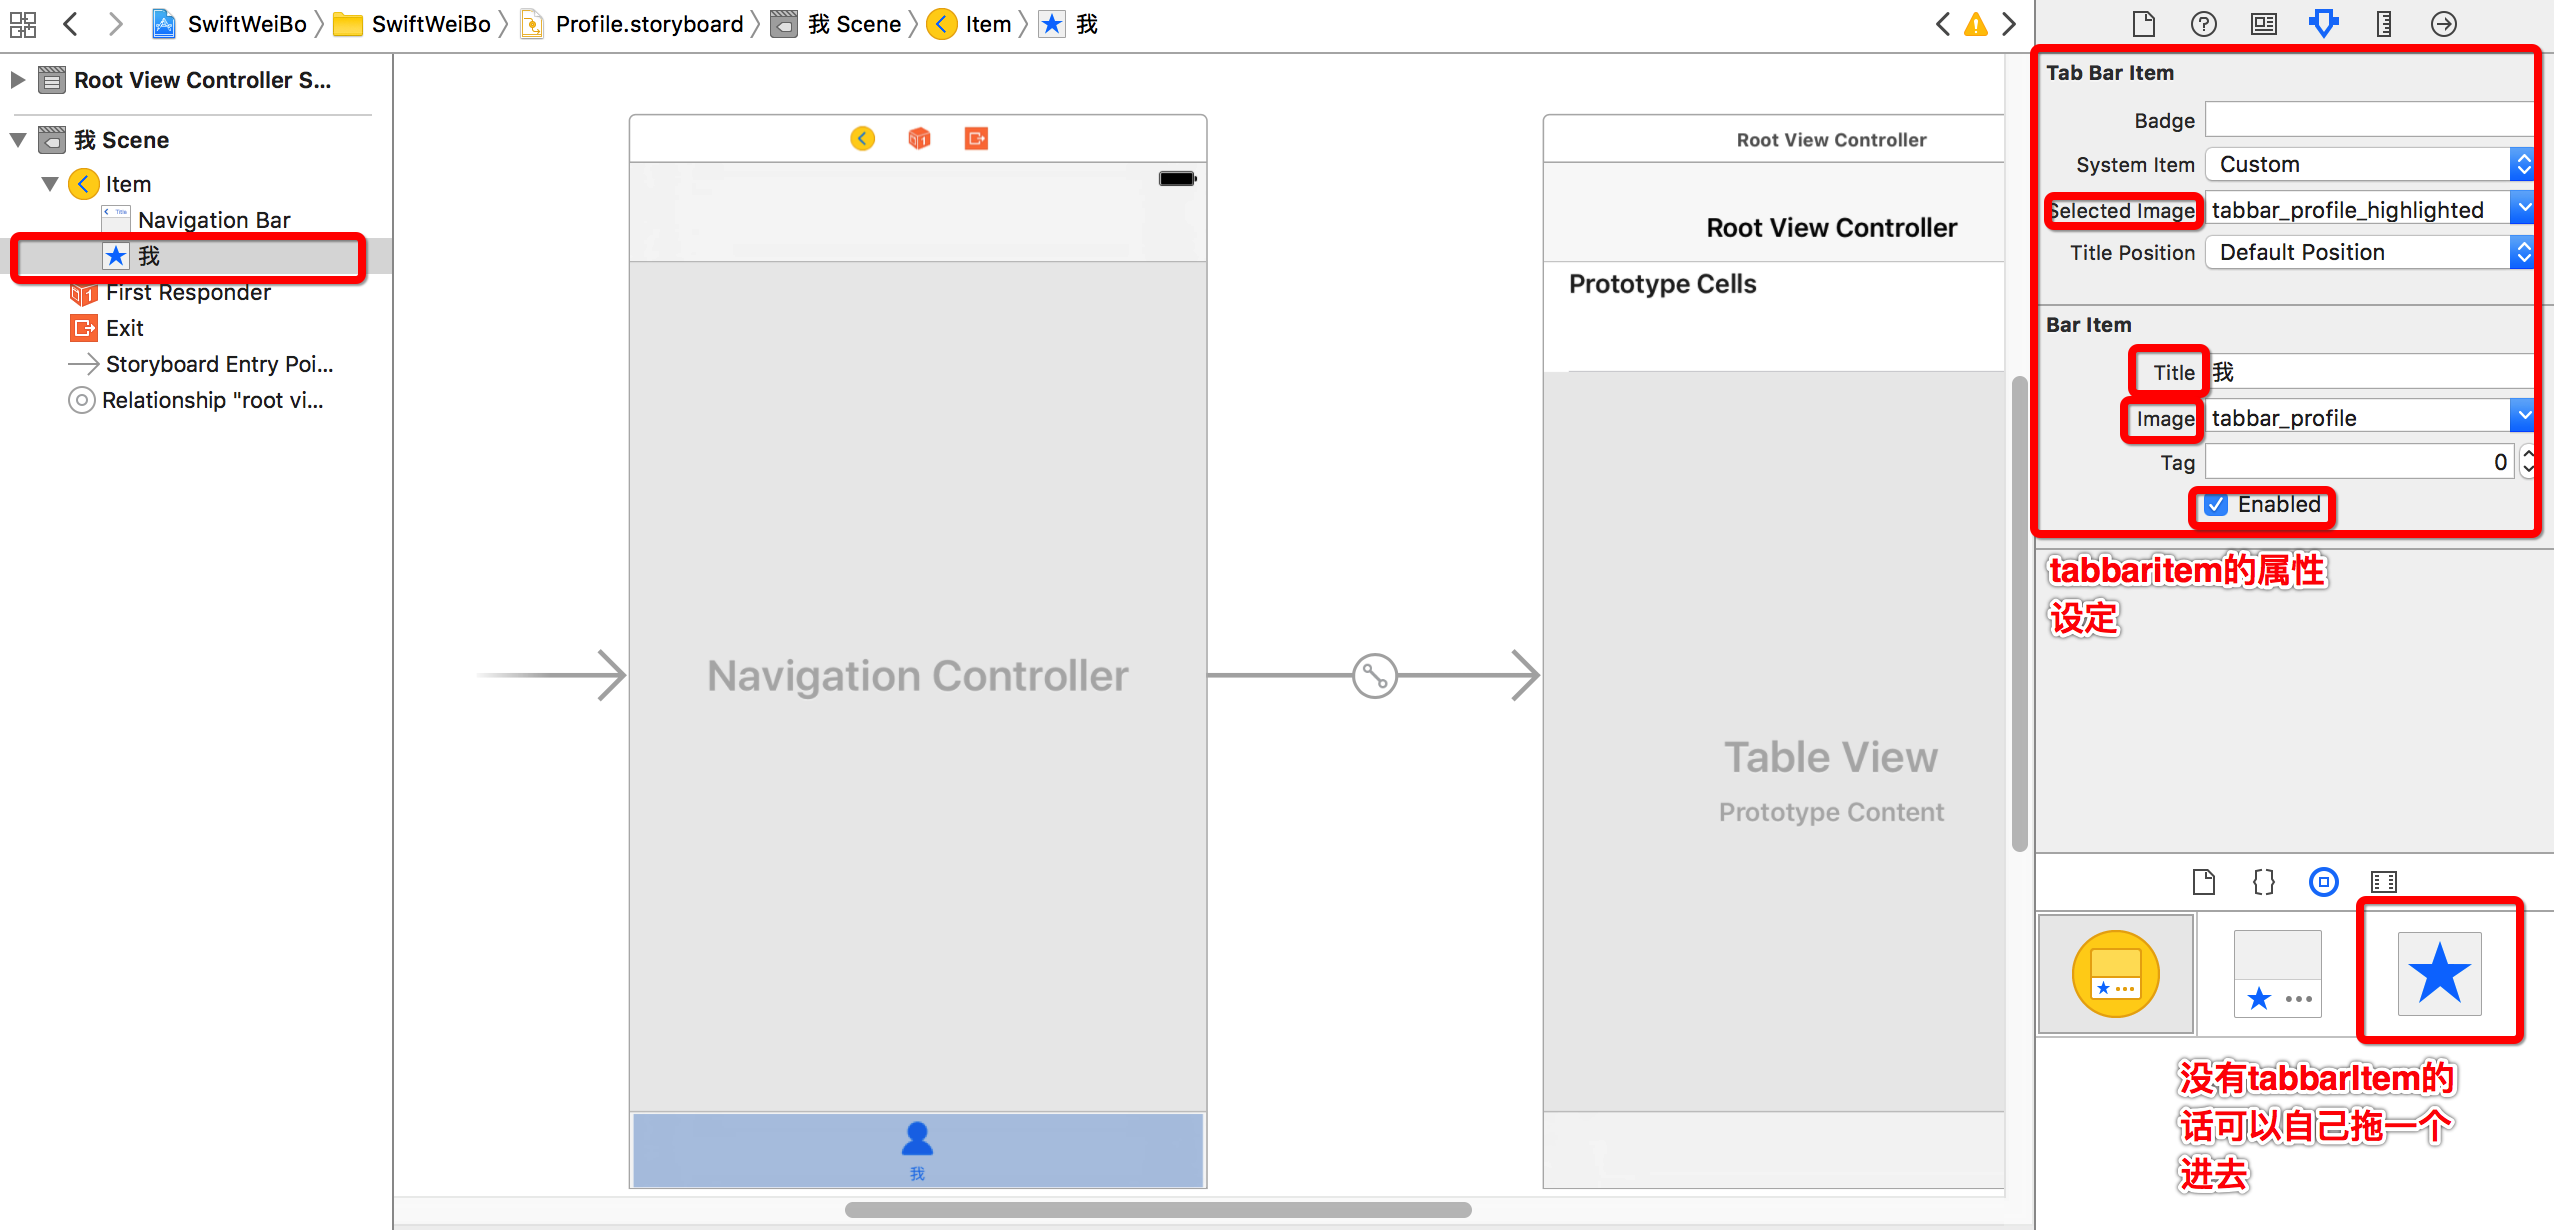 SwiftWeiBo
SwiftWeiBo
Profile.storyboard
我 Scene
Item
我
Root View Controller S...
我 Scene
Item
Navigation Bar
我
First Responder
Exit
Storyboard Entry Poi...
Relationship "root vi...
Navigation Controller
我
Root View Controller
Root View Controller
Prototype Cells
Table View
Prototype Content
Tab Bar Item
Badge
System Item Custom
Selected Image tabbar_profile_highlighted
Title Position Default Position
Bar Item
Title 我
Image tabbar_profile
Tag 0
Enabled
tabbaritem的属性
设定
没有tabbarItem的
话可以自己拖一个
进去